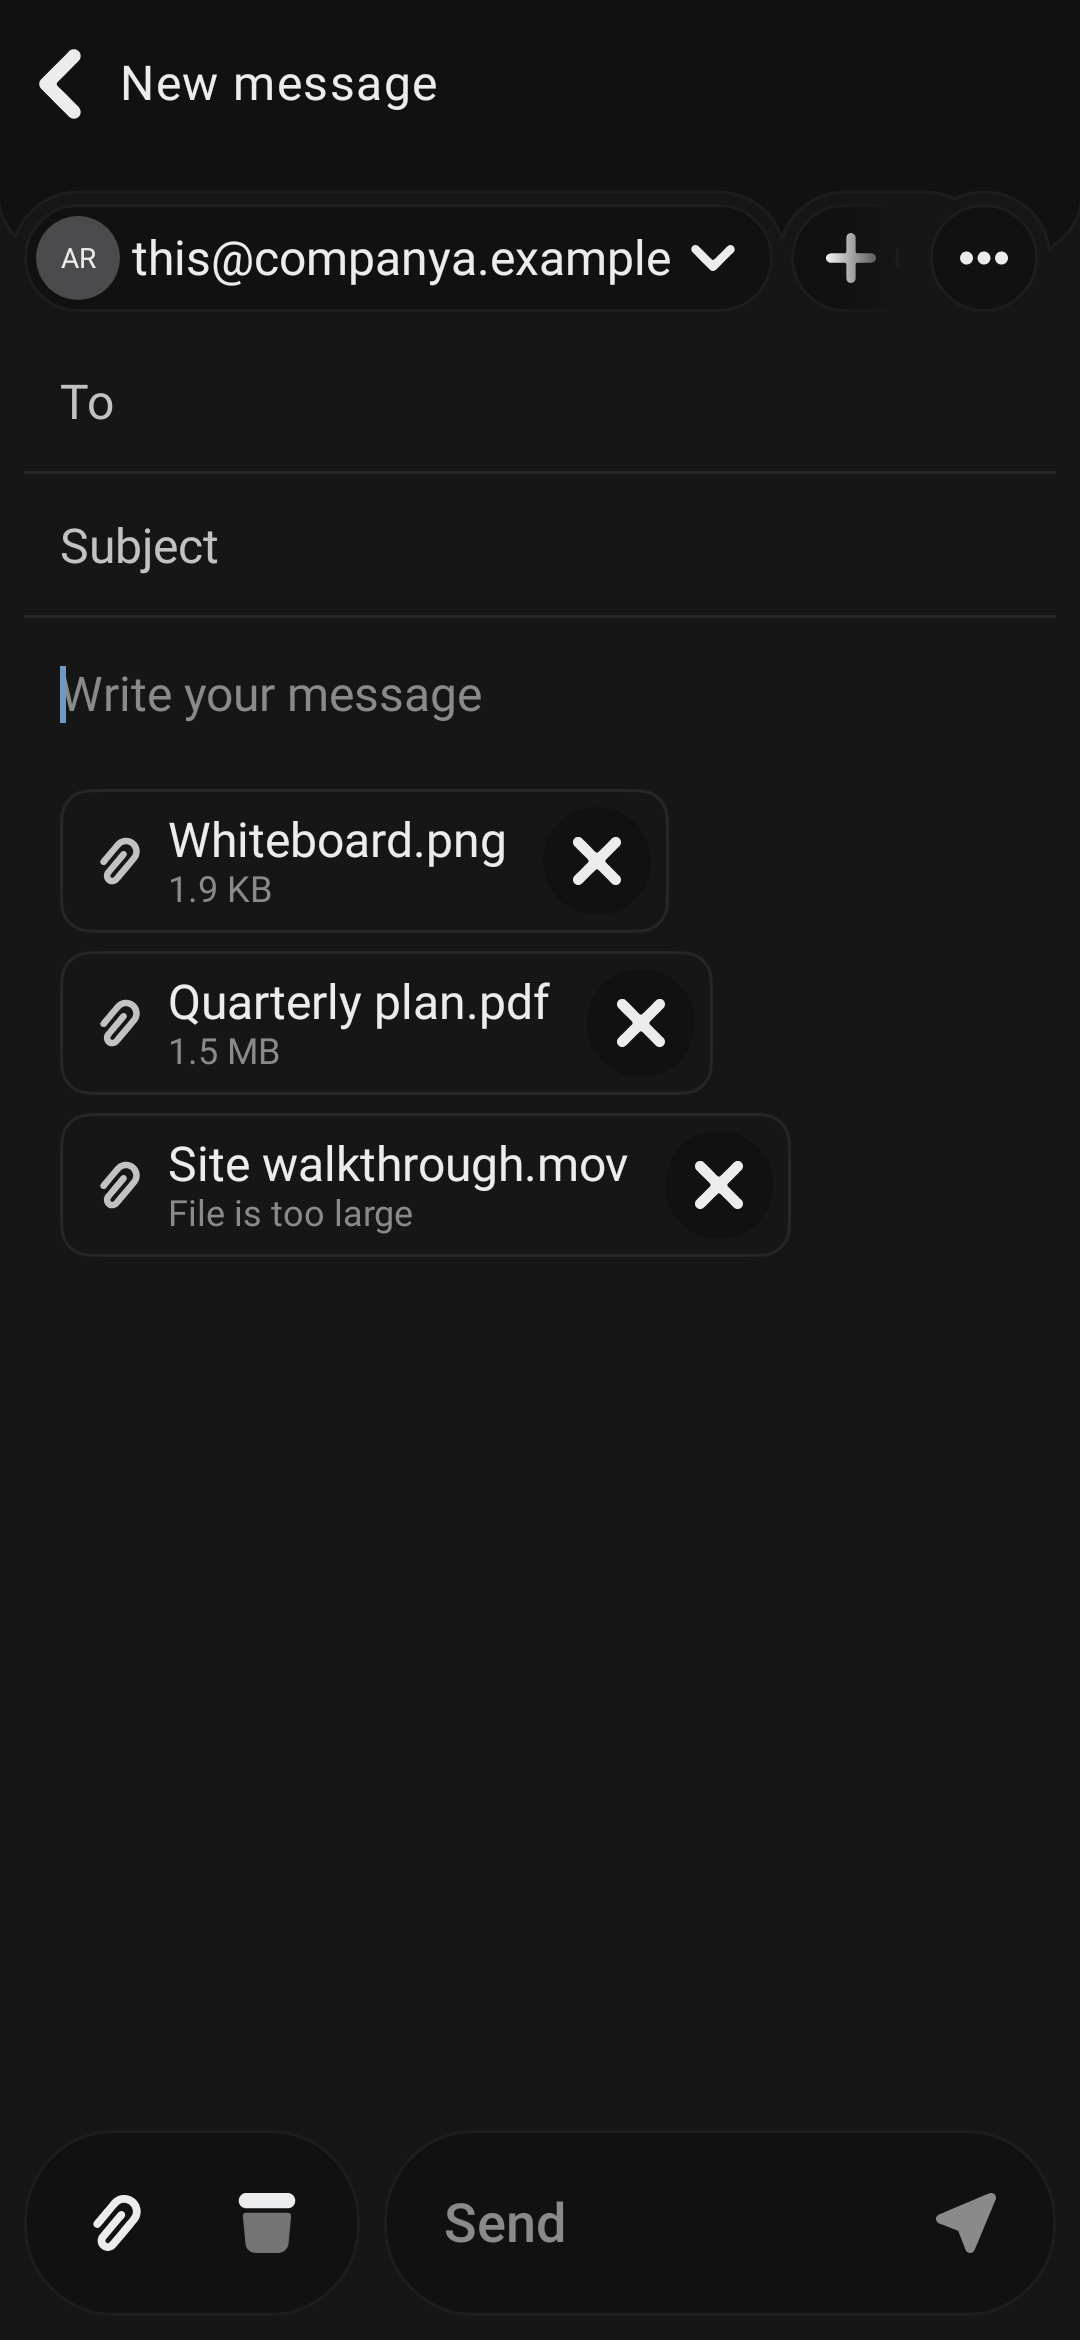 New message
AR this@companya.example
To
Subject
Write your message
Whiteboard.png
1.9 KB
Quarterly plan.pdf
1.5 MB
Site walkthrough.mov
File is too large
Send